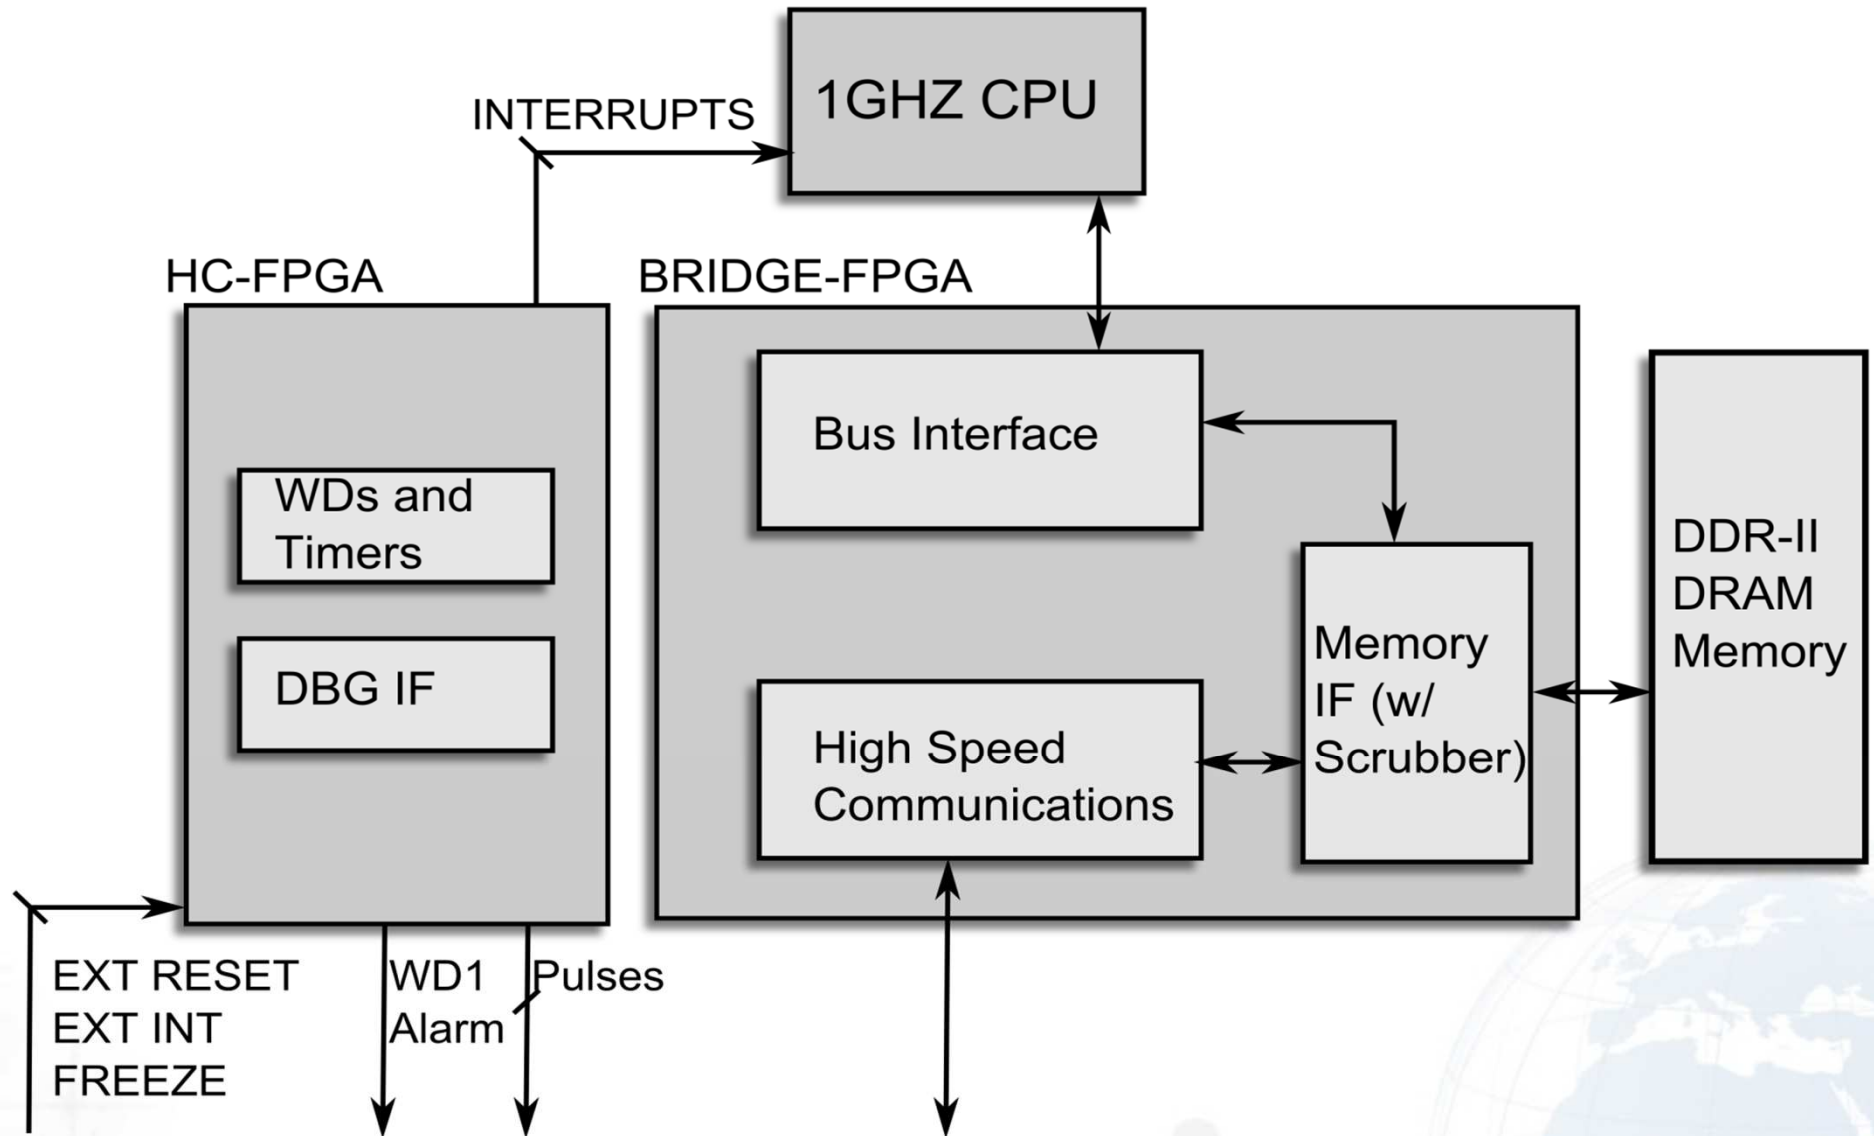 1GHZ CPU
INTERRUPTS
HC-FPGA
BRIDGE-FPGA
WDs and
Timers
DBG IF
Bus Interface
High Speed
Communications
Memory
IF (w/
Scrubber)
DDR-II
DRAM
Memory
EXT RESET
EXT INT
FREEZE
WD1
Alarm
Pulses